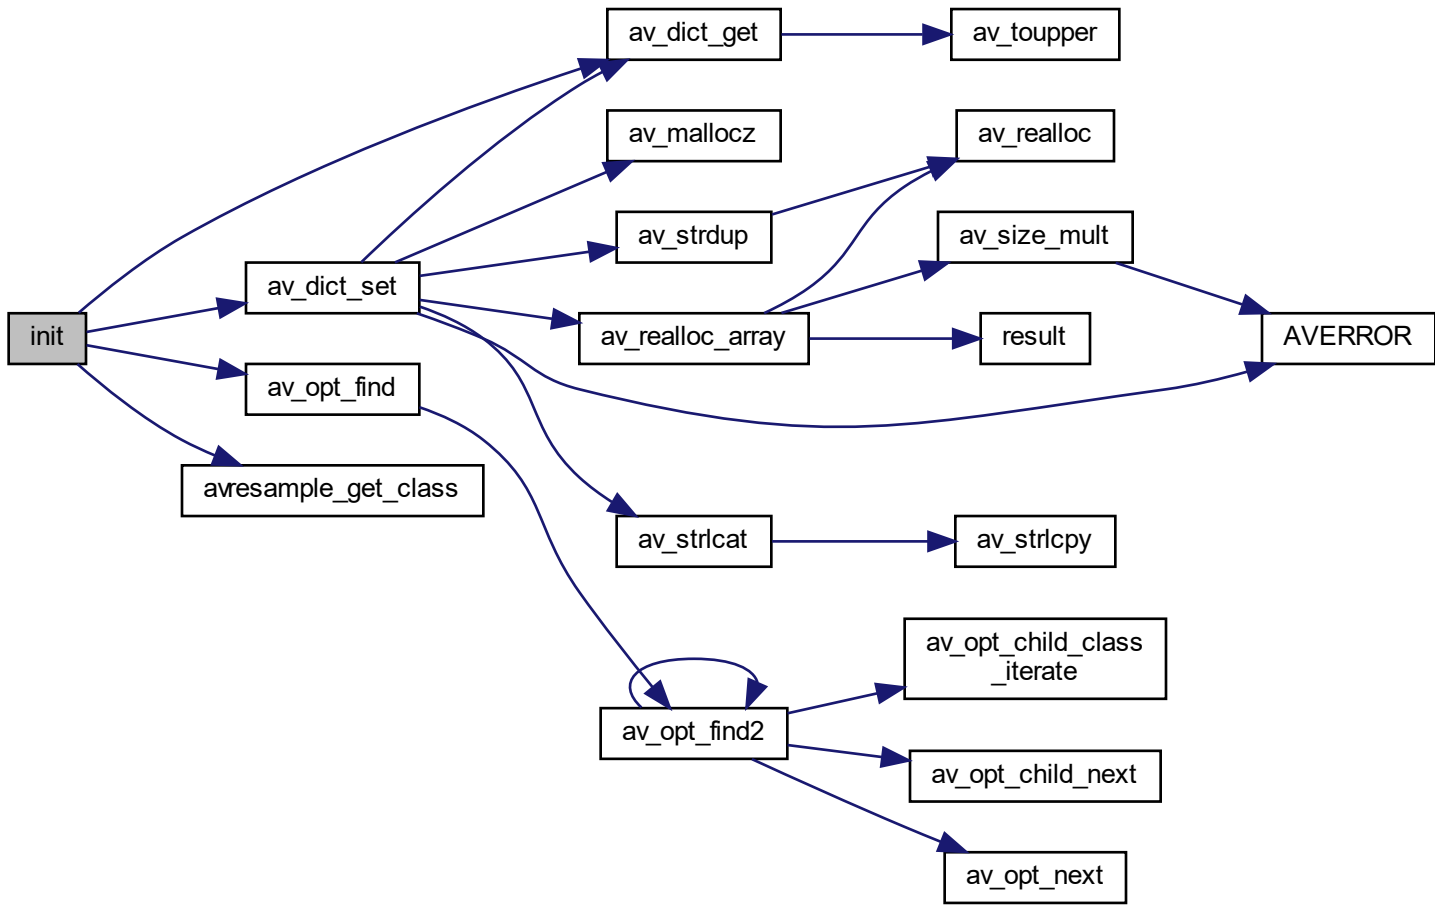 av_dict_get
av_toupper
av_mallocz
av_realloc
av_strdup
av_size_mult
av_dict_set
init
av_realloc_array
result
AVERROR
av_opt_find
avresample_get_class
av_strlcat
av_strlcpy
av_opt_child_class
_iterate
av_opt_find2
av_opt_child_next
av_opt_next